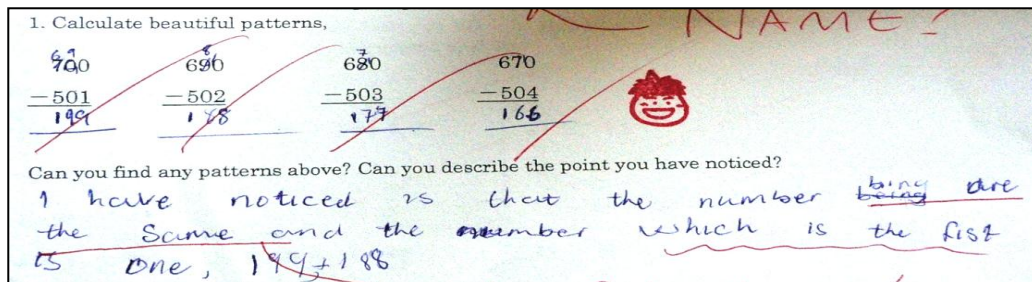 NAME?
1. Calculate beautiful patterns,
700 690 680 670
−501 −502 −503 −504
199 188 177 166
Can you find any patterns above? Can you describe the point you have noticed?
I have noticed is that the number bing are
the same and the number which is the fist
is one, 199, 188